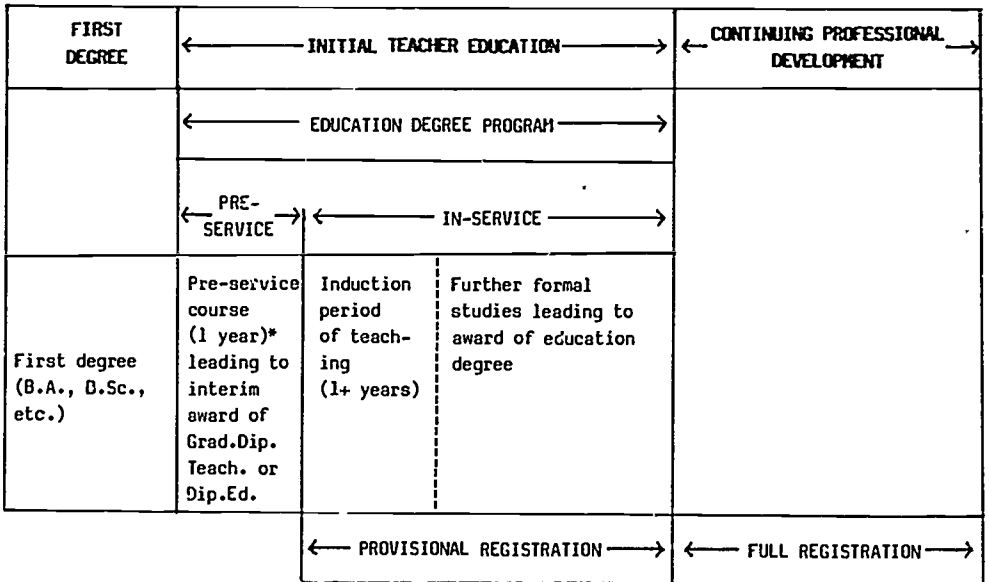 FIRST
DEGREE
INITIAL TEACHER EDUCATION
CONTINUING PROFESSIONAL
DEVELOPMENT
EDUCATION DEGREE PROGRAM
PRE-
SERVICE
IN-SERVICE
First degree
(B.A., B.Sc.,
etc.)
Pre-service
course
(1 year)*
leading to
interim
award of
Grad.Dip.
Teach. or
Dip.Ed.
Induction
period
of teach-
ing
(1+ years)
Further formal
studies leading to
award of education
degree
PROVISIONAL REGISTRATION
FULL REGISTRATION